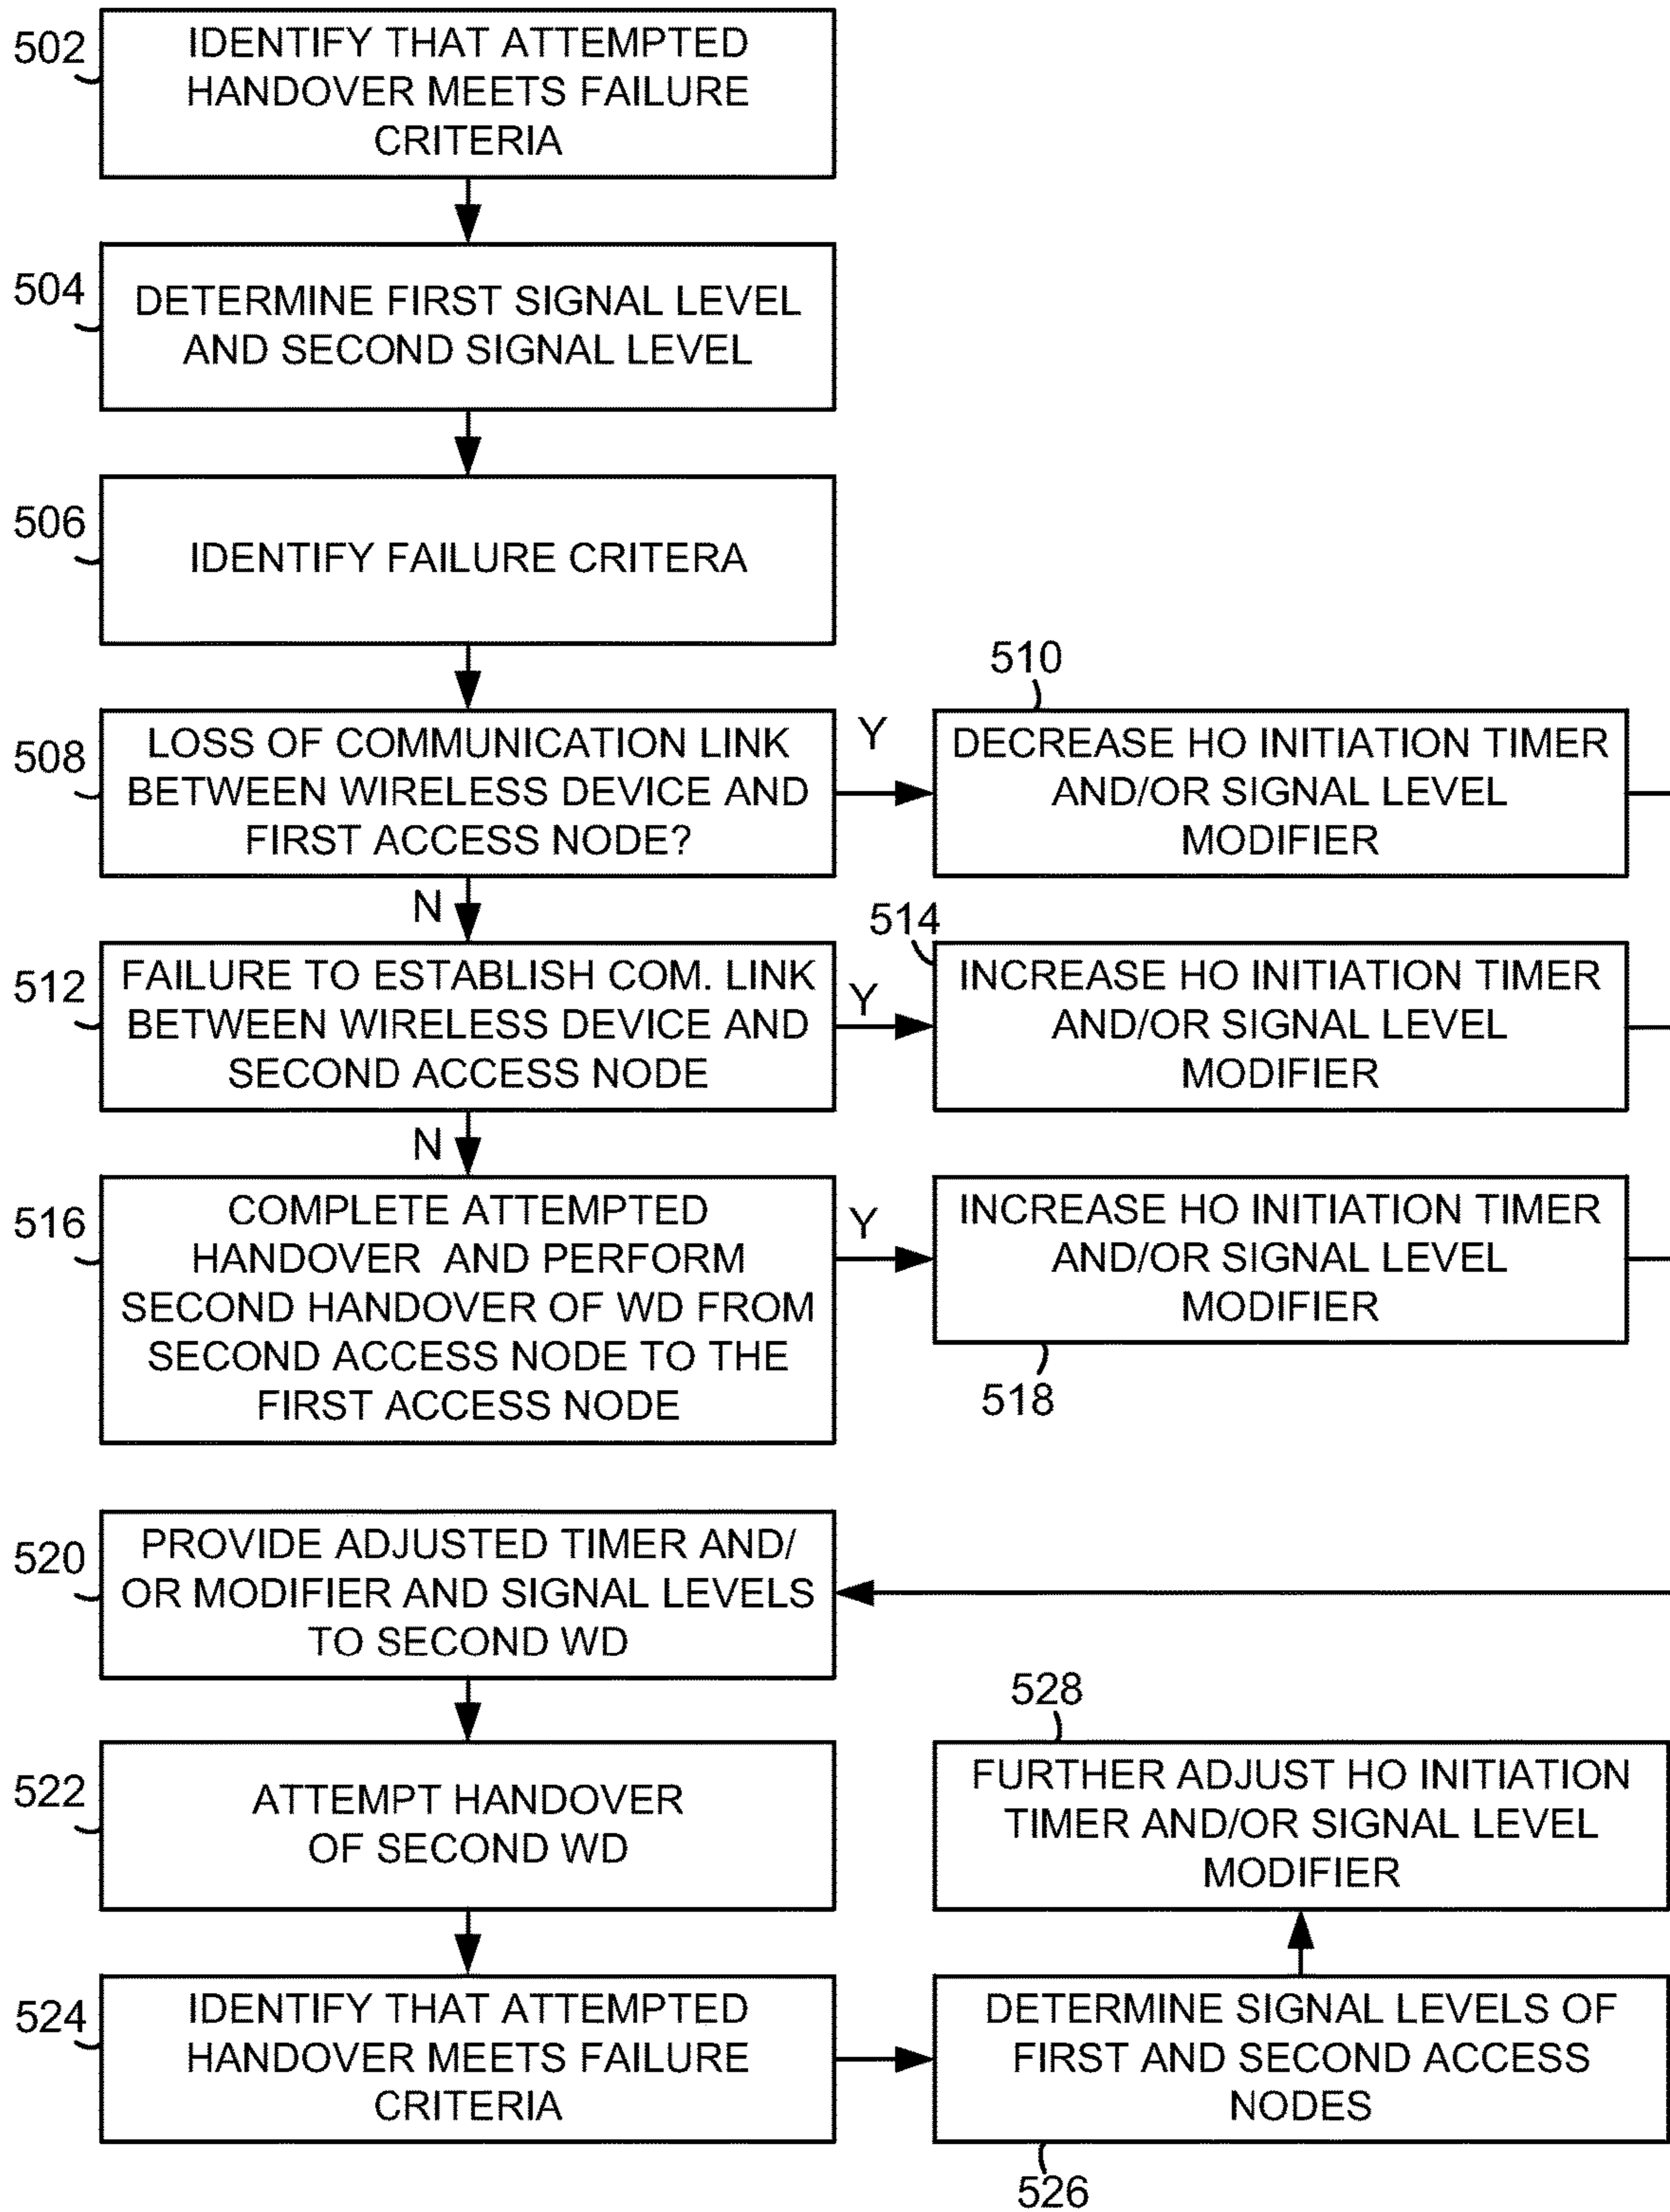 502
IDENTIFY THAT ATTEMPTED
HANDOVER MEETS FAILURE
CRITERIA
504
DETERMINE FIRST SIGNAL LEVEL
AND SECOND SIGNAL LEVEL
506
IDENTIFY FAILURE CRITERA
508
LOSS OF COMMUNICATION LINK
BETWEEN WIRELESS DEVICE AND
FIRST ACCESS NODE?
Y
510
DECREASE HO INITIATION TIMER
AND/OR SIGNAL LEVEL
MODIFIER
N
512
FAILURE TO ESTABLISH COM. LINK
BETWEEN WIRELESS DEVICE AND
SECOND ACCESS NODE
Y
514
INCREASE HO INITIATION TIMER
AND/OR SIGNAL LEVEL
MODIFIER
N
516
COMPLETE ATTEMPTED
HANDOVER AND PERFORM
SECOND HANDOVER OF WD FROM
SECOND ACCESS NODE TO THE
FIRST ACCESS NODE
Y
INCREASE HO INITIATION TIMER
AND/OR SIGNAL LEVEL
MODIFIER
518
520
PROVIDE ADJUSTED TIMER AND/
OR MODIFIER AND SIGNAL LEVELS
TO SECOND WD
522
ATTEMPT HANDOVER
OF SECOND WD
528
FURTHER ADJUST HO INITIATION
TIMER AND/OR SIGNAL LEVEL
MODIFIER
524
IDENTIFY THAT ATTEMPTED
HANDOVER MEETS FAILURE
CRITERIA
DETERMINE SIGNAL LEVELS OF
FIRST AND SECOND ACCESS
NODES
526